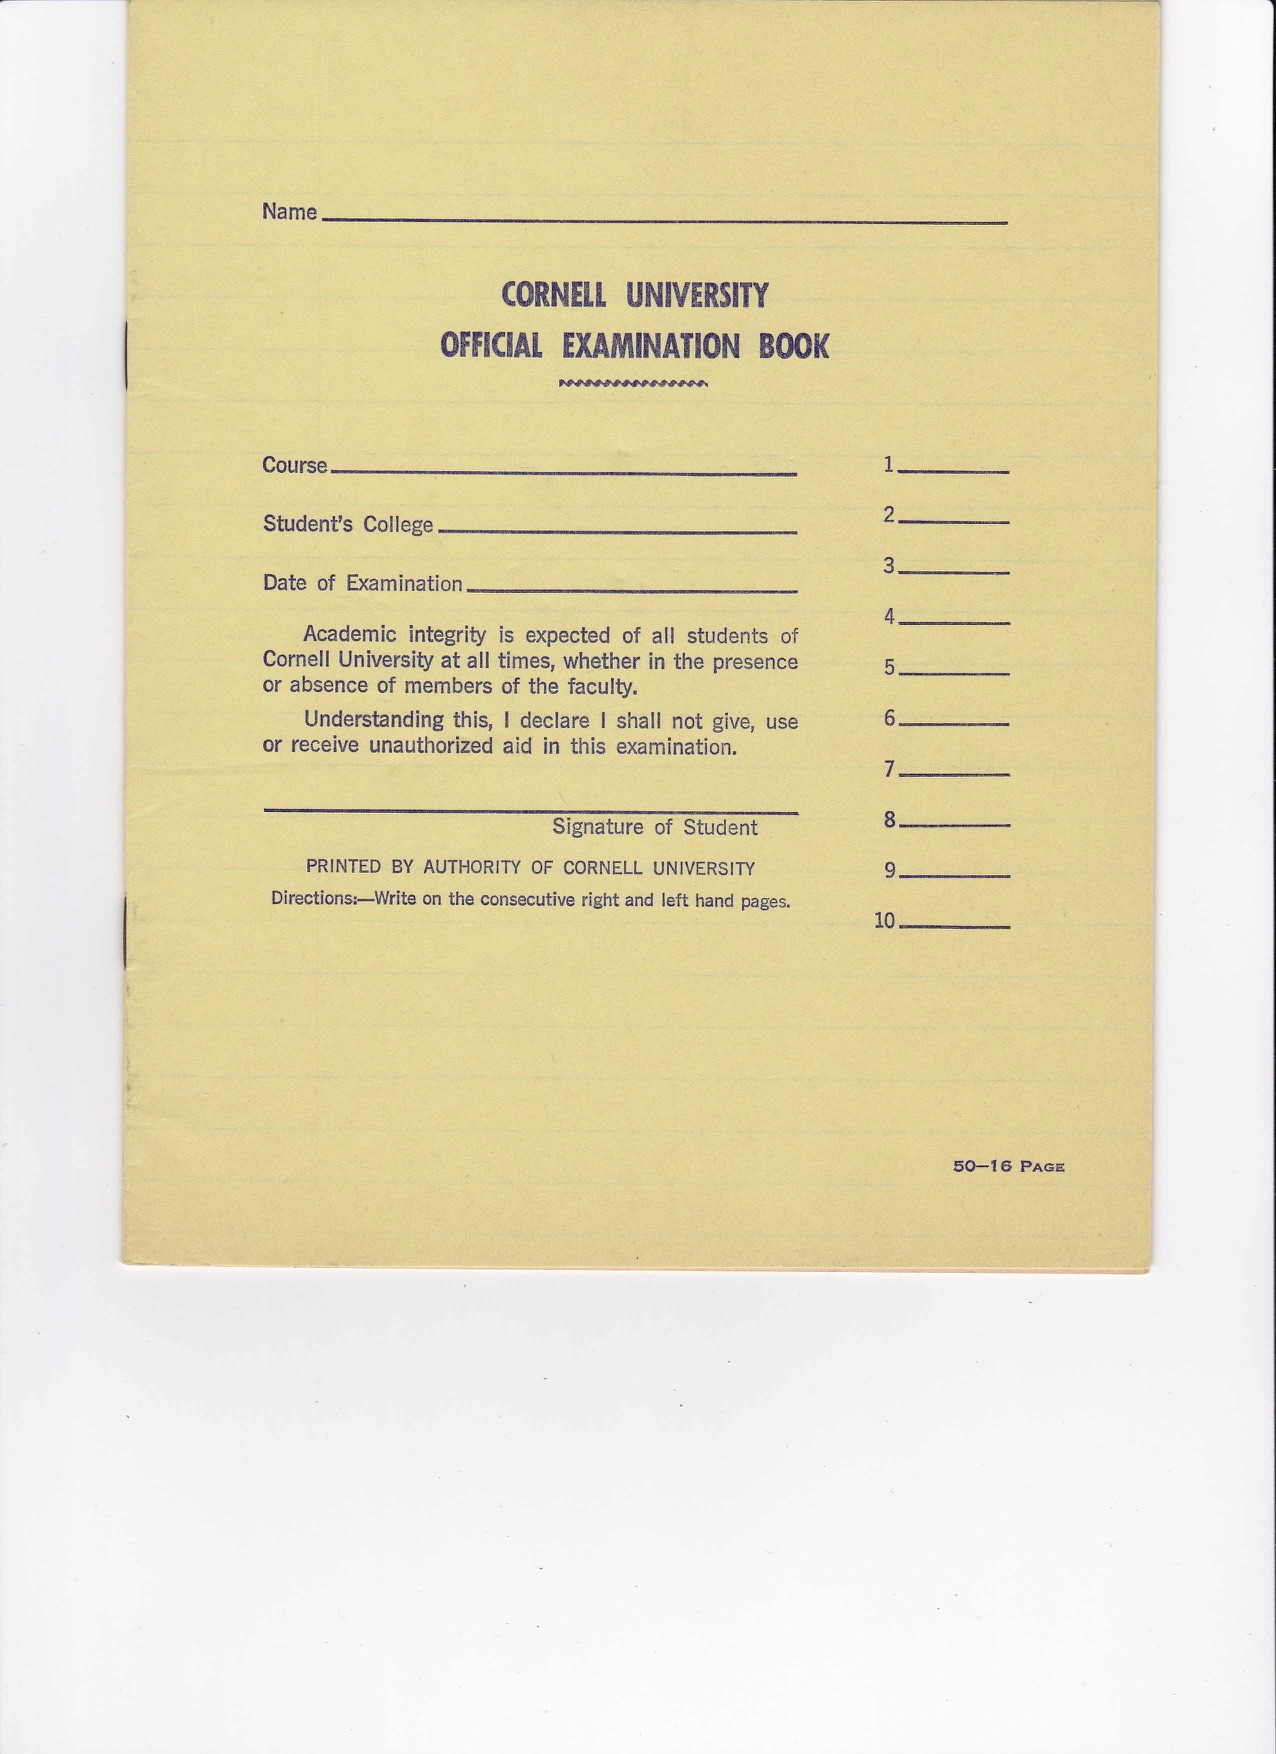 Name
CORNELL UNIVERSITY
OFFICIAL EXAMINATION BOOK
Course
Student's College
Date of Examination
Academic integrity is expected of all students of
Cornell University at all times, whether in the presence
or absence of members of the faculty.
Understanding this, I declare I shall not give, use
or receive unauthorized aid in this examination.
Signature of Student
PRINTED BY AUTHORITY OF CORNELL UNIVERSITY
Directions:—Write on the consecutive right and left hand pages.
1
2
3
4
5
6
7
8
9
10
50—16 PAGE